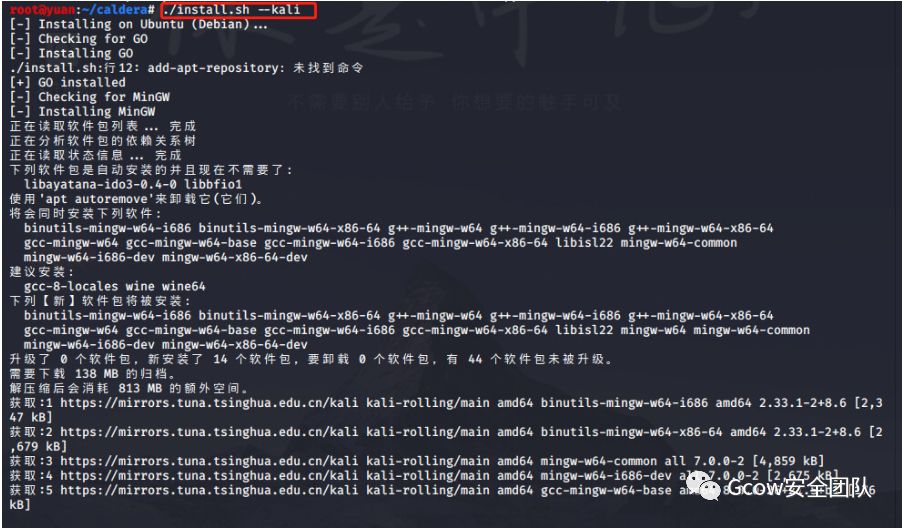 root@yuan:~/caldera# ./install.sh --kali
[-] Installing on Ubuntu (Debian)...
[-] Checking for GO
[-] Installing GO
./install.sh:行12: add-apt-repository: 未找到命令
[+] GO installed
[-] Checking for MinGW
[-] Installing MinGW
正在读取软件包列表... 完成
正在分析软件包的依赖关系树
正在读取状态信息... 完成
下列软件包是自动安装的并且现在不需要了:
libayatana-ido3-0.4-0 libbfio1
使用'apt autoremove'来卸载它(它们)。
将会同时安装下列软件:
binutils-mingw-w64-i686 binutils-mingw-w64-x86-64 g++-mingw-w64 g++-mingw-w64-i686 g++-mingw-w64-x86-64
gcc-mingw-w64 gcc-mingw-w64-base gcc-mingw-w64-i686 gcc-mingw-w64-x86-64 libisl22 mingw-w64-common
mingw-w64-i686-dev mingw-w64-x86-64-dev
建议安装:
gcc-8-locales wine wine64
下列【新】软件包将被安装:
binutils-mingw-w64-i686 binutils-mingw-w64-x86-64 g++-mingw-w64 g++-mingw-w64-i686 g++-mingw-w64-x86-64
gcc-mingw-w64 gcc-mingw-w64-base gcc-mingw-w64-i686 gcc-mingw-w64-x86-64 libisl22 mingw-w64 mingw-w64-common
mingw-w64-i686-dev mingw-w64-x86-64-dev
升级了 0 个软件包,新安装了 14 个软件包,要卸载 0 个软件包,有 44 个软件包未被升级。
需要下载 138 MB 的归档。
解压缩后会消耗 813 MB 的额外空间。
获取:1 https://mirrors.tuna.tsinghua.edu.cn/kali kali-rolling/main amd64 binutils-mingw-w64-i686 amd64 2.33.1-2+8.6 [2,3
47 kB]
获取:2 https://mirrors.tuna.tsinghua.edu.cn/kali kali-rolling/main amd64 binutils-mingw-w64-x86-64 amd64 2.33.1-2+8.6 [2
,679 kB]
获取:3 https://mirrors.tuna.tsinghua.edu.cn/kali kali-rolling/main amd64 mingw-w64-common all 7.0.0-2 [4,859 kB]
获取:4 https://mirrors.tuna.tsinghua.edu.cn/kali kali-rolling/main amd64 mingw-w64-i686-dev all 7.0.0-2 [2,675 kB]
获取:5 https://mirrors.tuna.tsinghua.edu.cn/kali kali-rolling/main amd64 gcc-mingw-w64-base
kB]
不需要别人给予 你想要的触手可及
Gcow安全团队